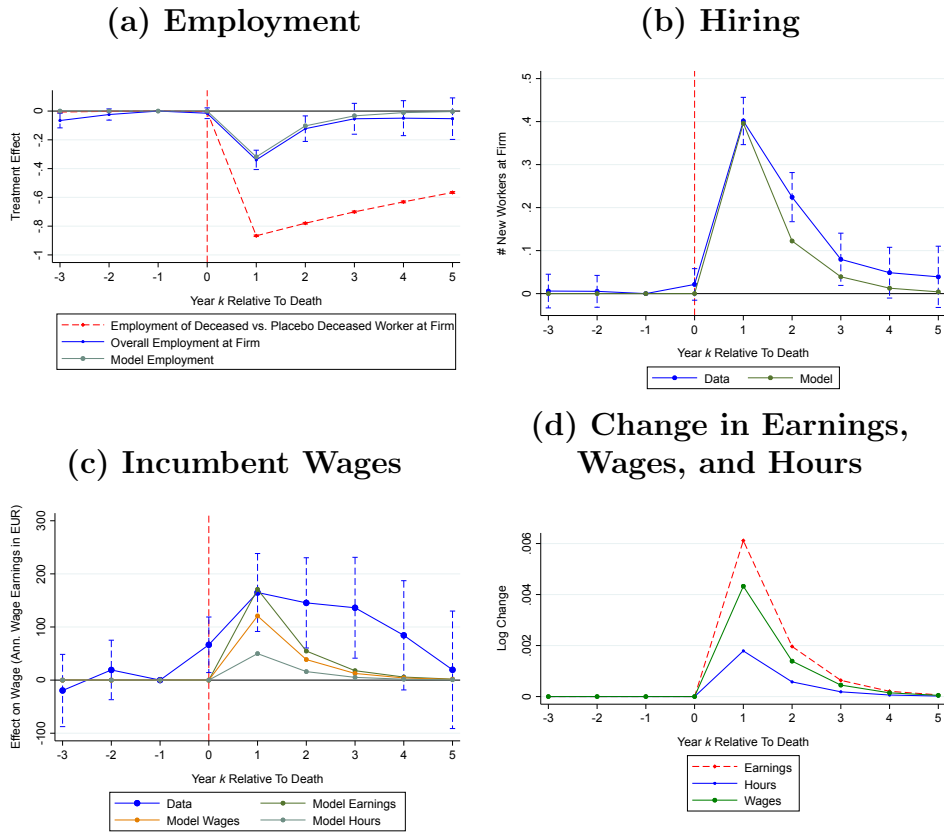 (a) Employment
Treatment Effect
0
-.2
-.4
-.6
-.8
-1
-3 -2 -1 0 1 2 3 4 5
Year k Relative To Death
Employment of Deceased vs. Placebo Deceased Worker at Firm
Overall Employment at Firm
Model Employment
(b) Hiring
# New Workers at Firm
.5
.4
.3
.2
.1
0
-3 -2 -1 0 1 2 3 4 5
Year k Relative To Death
Data Model
(c) Incumbent Wages
Effect on Wage (Ann. Wage Earnings in EUR)
300
200
100
0
-100
-3 -2 -1 0 1 2 3 4 5
Year k Relative To Death
Data Model Earnings
Model Wages Model Hours
(d) Change in Earnings,
Wages, and Hours
Log Change
.006
.004
.002
0
-3 -2 -1 0 1 2 3 4 5
Year k Relative To Death
Earnings
Hours
Wages